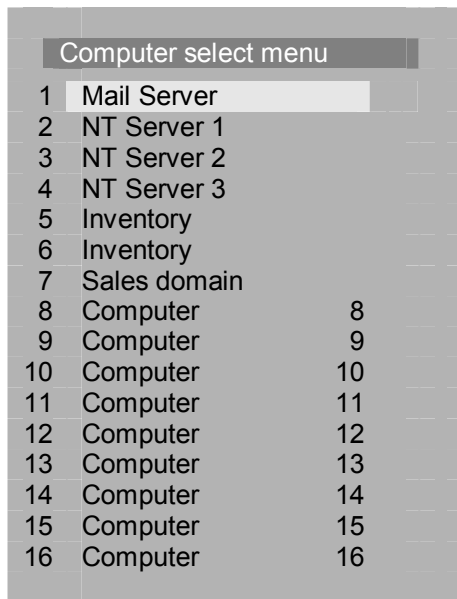 Computer select menu
1 Mail Server
2 NT Server 1
3 NT Server 2
4 NT Server 3
5 Inventory
6 Inventory
7 Sales domain
8 Computer 8
9 Computer 9
10 Computer 10
11 Computer 11
12 Computer 12
13 Computer 13
14 Computer 14
15 Computer 15
16 Computer 16